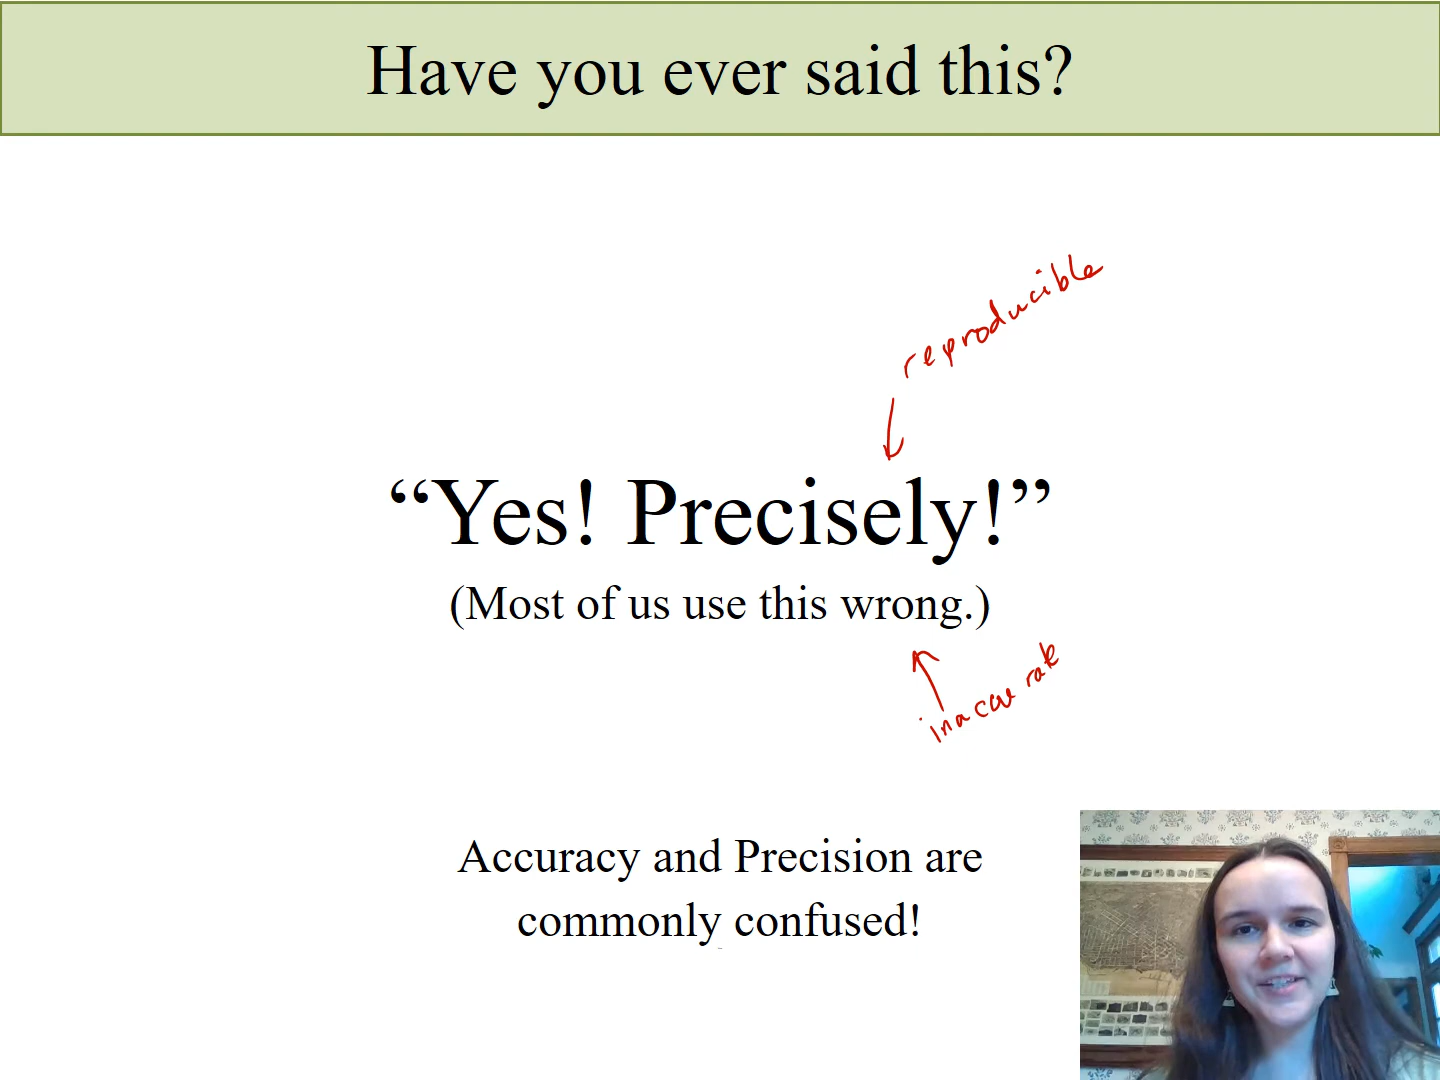 Have you ever said this?
reproducible
“Yes! Precisely!”
(Most of us use this wrong.)
inaccurate
Accuracy and Precision are
commonly confused!